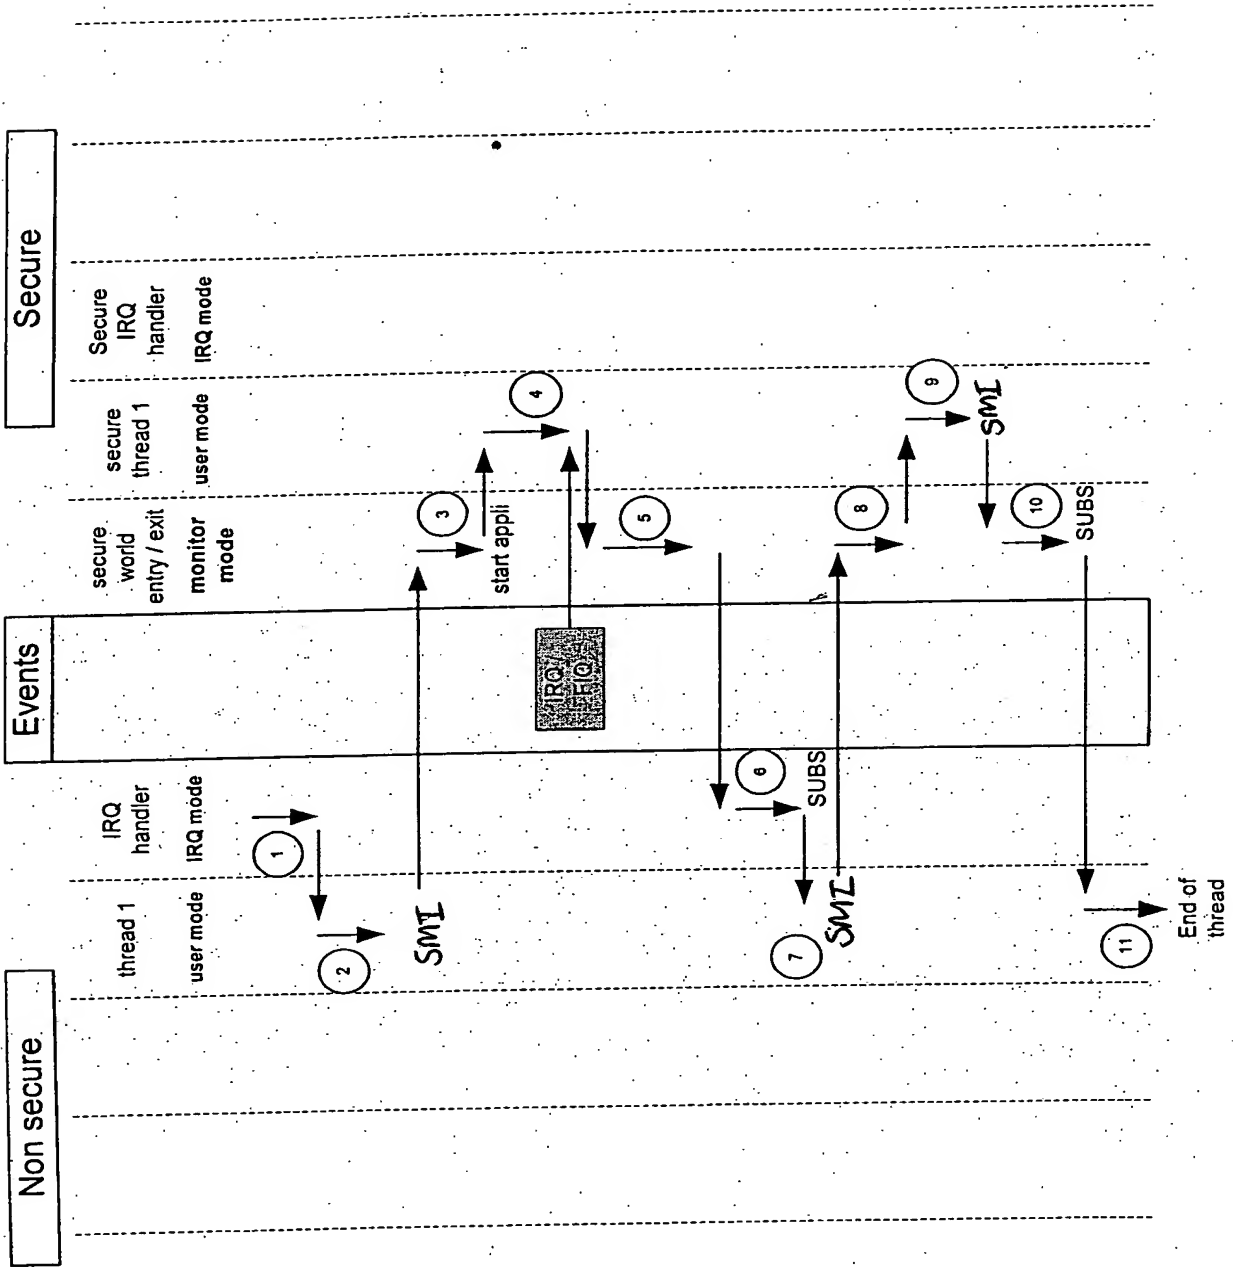 Non secure
Events
Secure
thread 1
user mode
IRQ
handler
IRQ mode
secure
world
entry / exit
monitor
mode
secure
thread 1
user mode
Secure
IRQ
handler
IRQ mode
1
2
SMI
3
start appli
4
IRQ/
FIQ
5
6
SUBS
7
SMI
8
9
SMI
10
SUBS
11
End of
thread